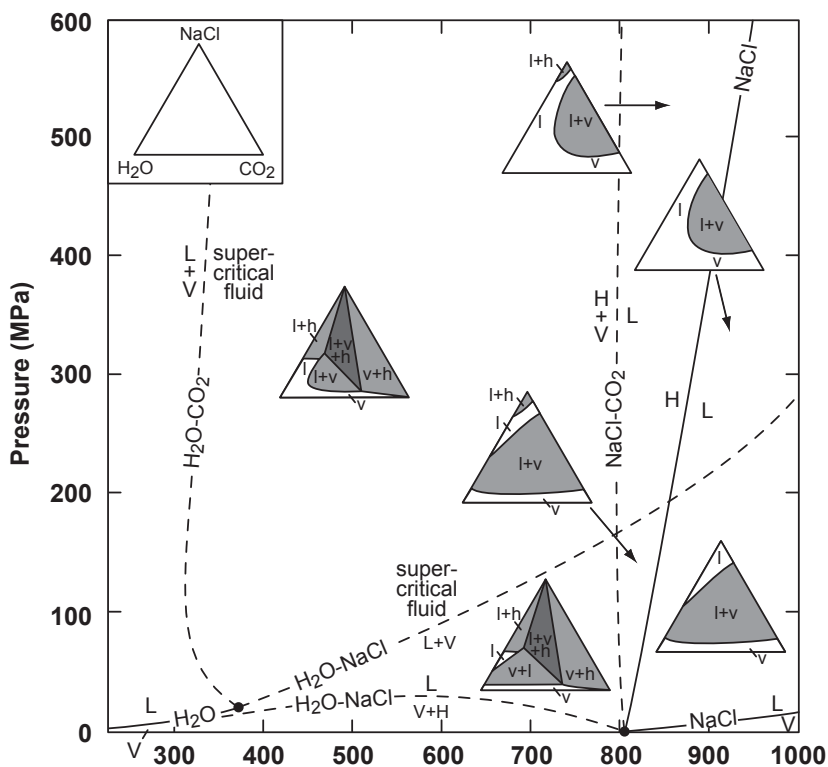 600
500
400
300
200
100
0
Pressure (MPa)
300
400
500
600
700
800
900
1000
NaCl
H₂O
CO₂
L
+
V
super-
critical
fluid
H₂O-CO₂
l+h
l
l+v
v
NaCl
l
l+v
v
l+h
l
l+v
+h
l+v
v+h
v
H
+
V
L
NaCl-CO₂
H
L
l+h
l
l+v
v
super-
critical
fluid
L+V
H₂O-NaCl
l+h
l
l+v
+h
v+l
v+h
v
l
l+v
v
L
H₂O
V
H₂O-NaCl
L
V+H
NaCl
L
V